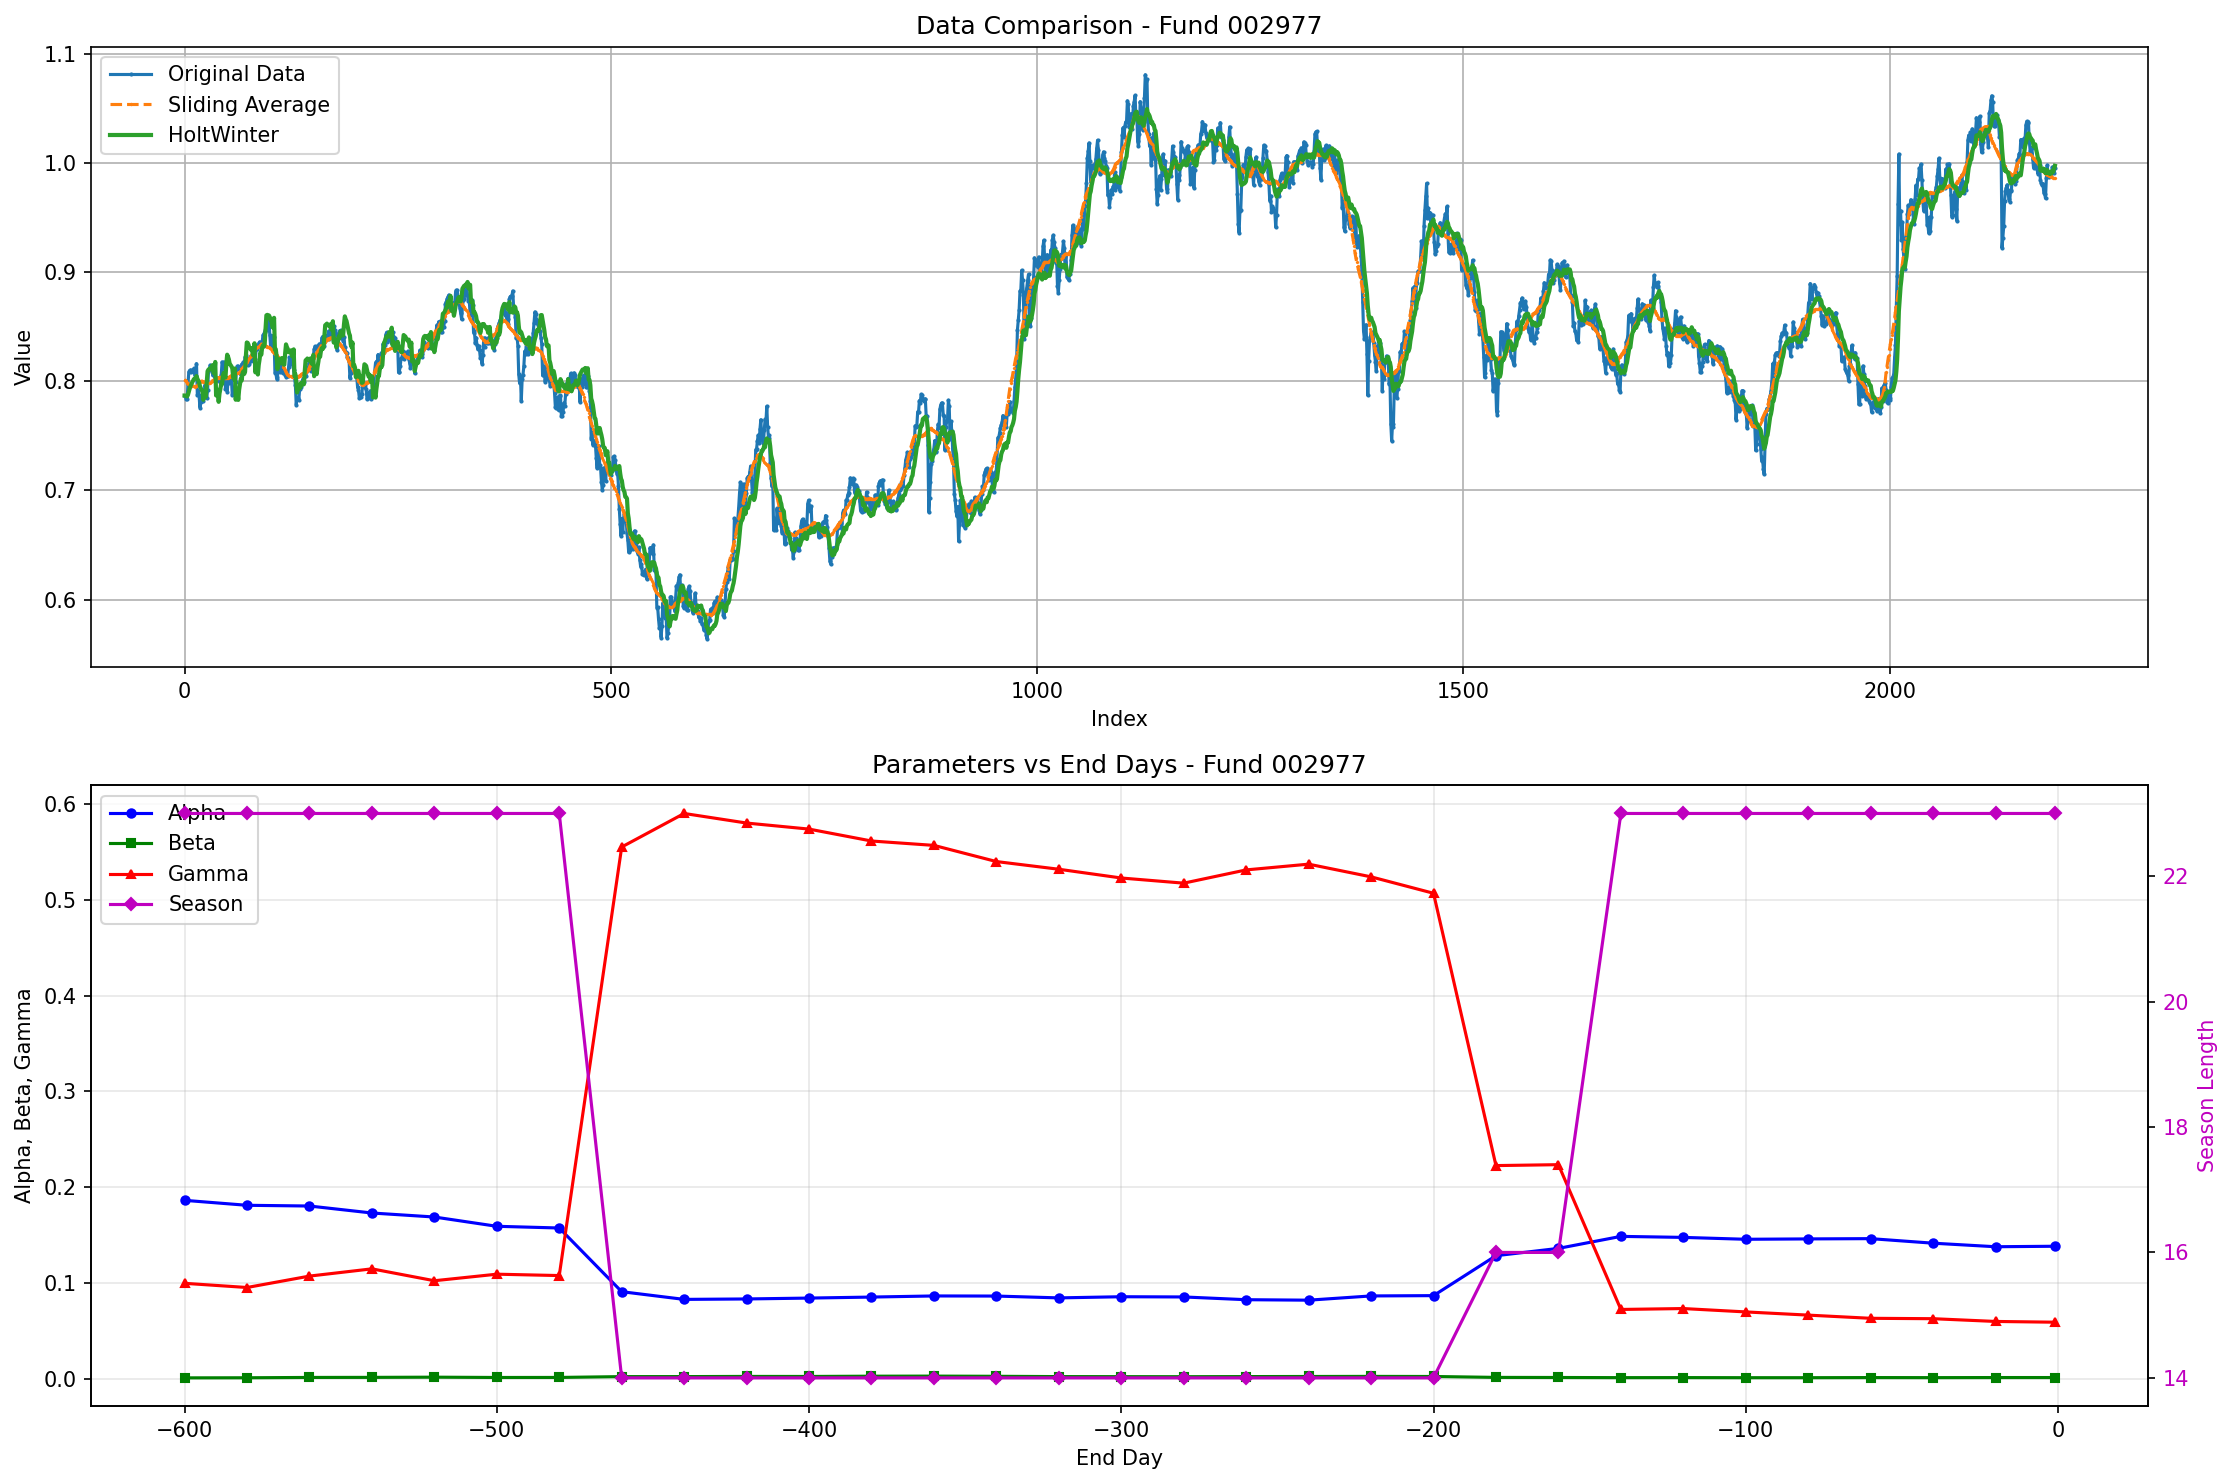 Data Comparison - Fund 002977
Original Data
Sliding Average
HoltWinter
Value
1.1
1.0
0.9
0.8
0.7
0.6
0
500
1000
1500
2000
Index
Parameters vs End Days - Fund 002977
Alpha
Beta
Gamma
Season
Alpha, Beta, Gamma
0.6
0.5
0.4
0.3
0.2
0.1
0.0
22
20
18
16
14
Season Length
−600
−500
−400
−300
−200
−100
0
End Day